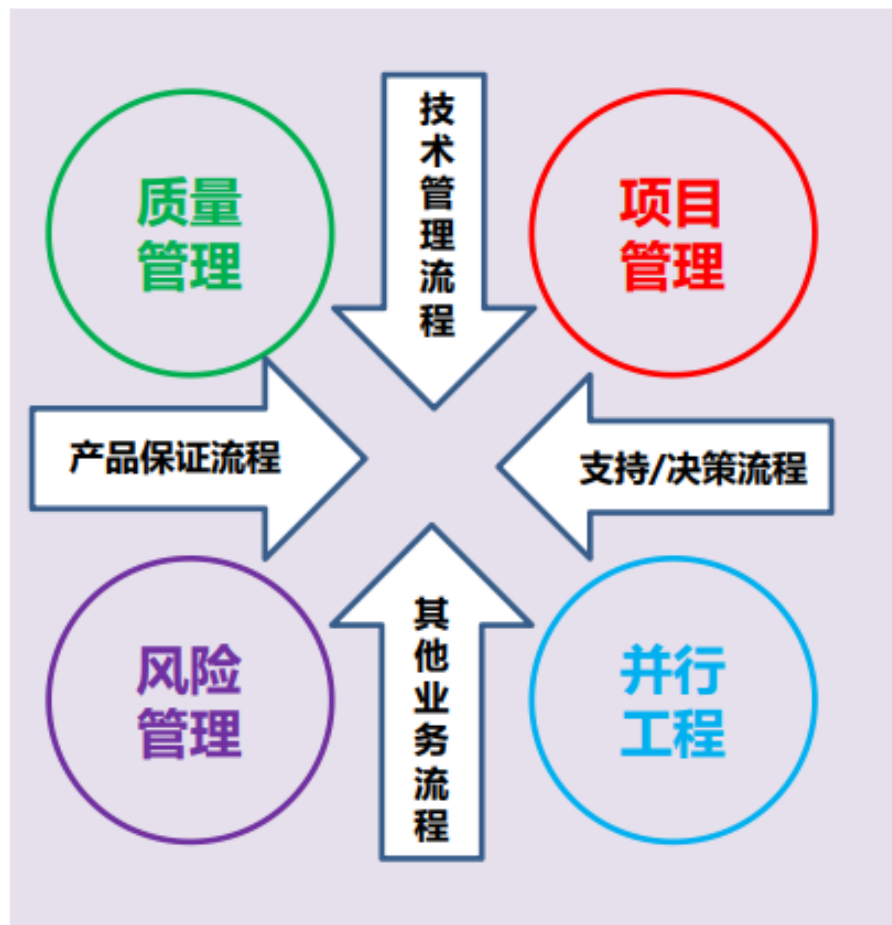 质量
管理
技术管理流程
项目
管理
产品保证流程
支持/决策流程
风险
管理
其他业务流程
并行
工程